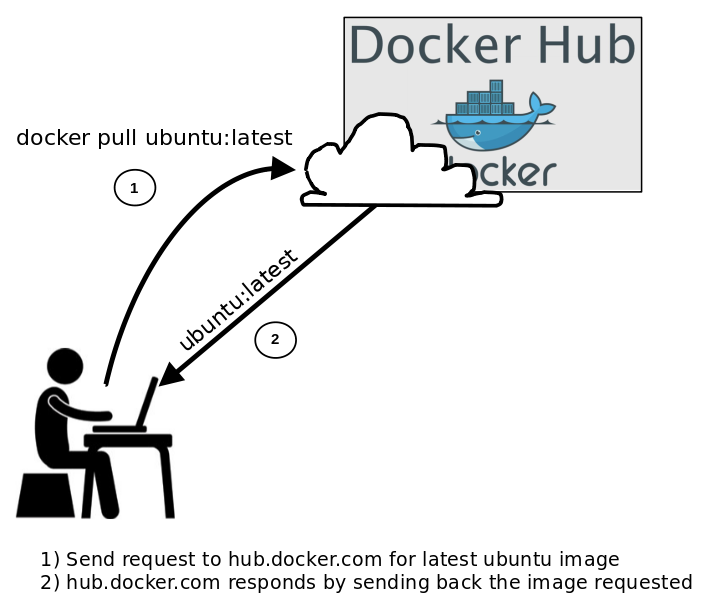 Docker Hub
docker pull ubuntu:latest
ocker
1
ubuntu:latest
2
1) Send request to hub.docker.com for latest ubuntu image
2) hub.docker.com responds by sending back the image requested